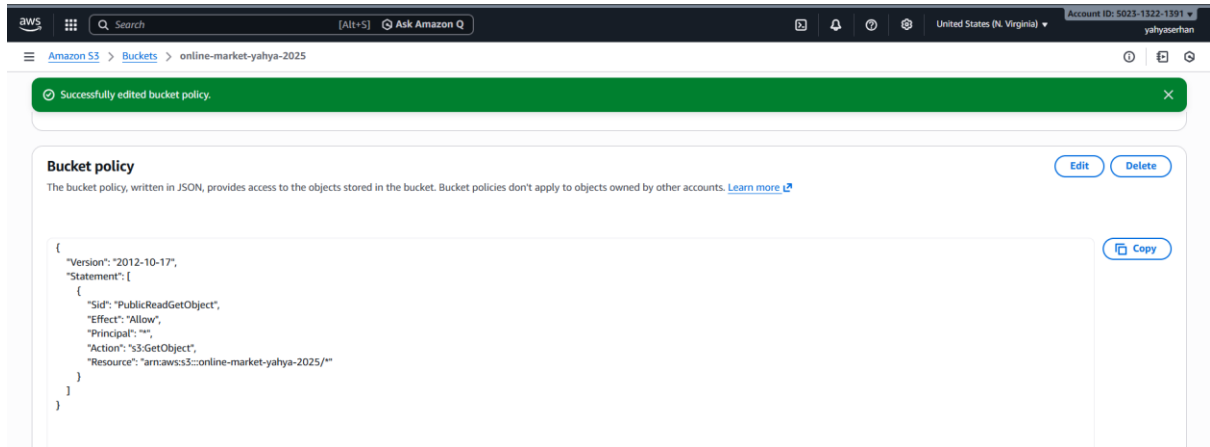 aws
Search
[Alt+S]
Ask Amazon Q
United States (N. Virginia)
Account ID: 5023-1322-1391
yahyaserhan
Amazon S3 > Buckets > online-market-yahya-2025
Successfully edited bucket policy.
Bucket policy
Edit
Delete
The bucket policy, written in JSON, provides access to the objects stored in the bucket. Bucket policies don't apply to objects owned by other accounts. Learn more
Copy
{
"Version": "2012-10-17",
"Statement": [
{
"Sid": "PublicReadGetObject",
"Effect": "Allow",
"Principal": "*",
"Action": "s3:GetObject",
"Resource": "arn:aws:s3:::online-market-yahya-2025/*"
}
]
}